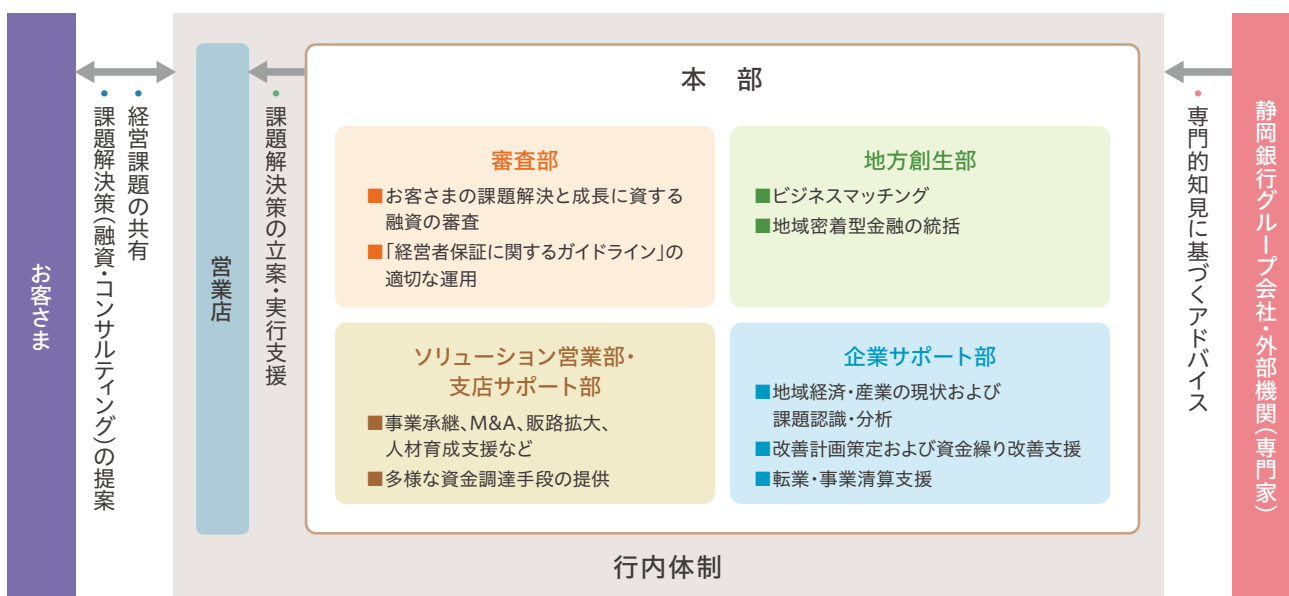 お客さま
・経営課題の共有
・課題解決策(融資・コンサルティング)の提案
営業店
・課題解決策の立案・実行支援
本 部
審査部
■お客さまの課題解決と成長に資する
融資の審査
■「経営者保証に関するガイドライン」の
適切な運用
地方創生部
■ビジネスマッチング
■地域密着型金融の統括
ソリューション営業部・
支店サポート部
■事業承継、M&A、販路拡大、
人材育成支援など
■多様な資金調達手段の提供
企業サポート部
■地域経済・産業の現状および
課題認識・分析
■改善計画策定および資金繰り改善支援
■転業・事業清算支援
行内体制
・専門的知見に基づくアドバイス
静岡銀行グループ会社・外部機関(専門家)